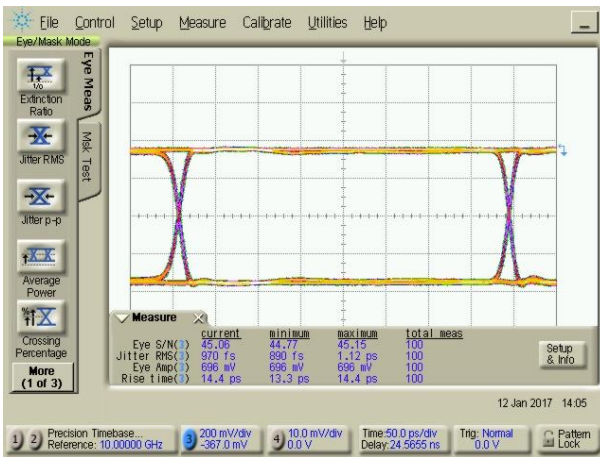 File Control Setup Measure Calibrate Utilities Help
Eye/Mask Mode
Eye Meas
Msk Test
Extinction
Ratio
Jitter RMS
Jitter p-p
Average
Power
Crossing
Percentage
More
(1 of 3)
Measure
current minimum maximum total meas
Eye S/N(3) 45.06 44.77 45.15 100
Jitter RMS(3) 970 fs 890 fs 1.12 ps 100
Eye Amp(3) 696 mV 696 mV 696 mV 100
Rise time(3) 14.4 ps 13.3 ps 14.4 ps 100
Setup
& Info
12 Jan 2017 14:05
1 2 Precision Timebase...
Reference: 10.00000 GHz
3 200 mV/div
-367.0 mV
4 10.0 mV/div
0.0 V
Time:50.0 ps/div
Delay:24.5655 ns
Trig: Normal
0.0 V
Pattern
Lock